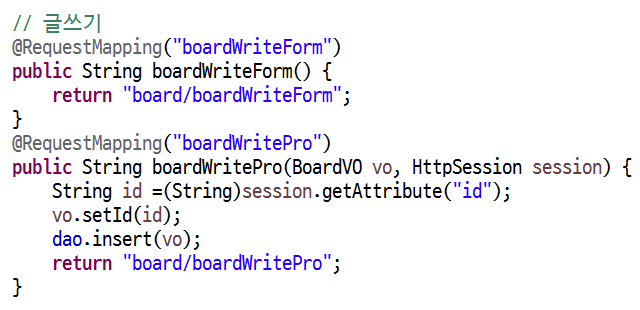 // 글쓰기
@RequestMapping("boardWriteForm")
public String boardWriteForm() {
    return "board/boardWriteForm";
}
@RequestMapping("boardWritePro")
public String boardWritePro(BoardVO vo, HttpSession session) {
    String id =(String)session.getAttribute("id");
    vo.setId(id);
    dao.insert(vo);
    return "board/boardWritePro";
}